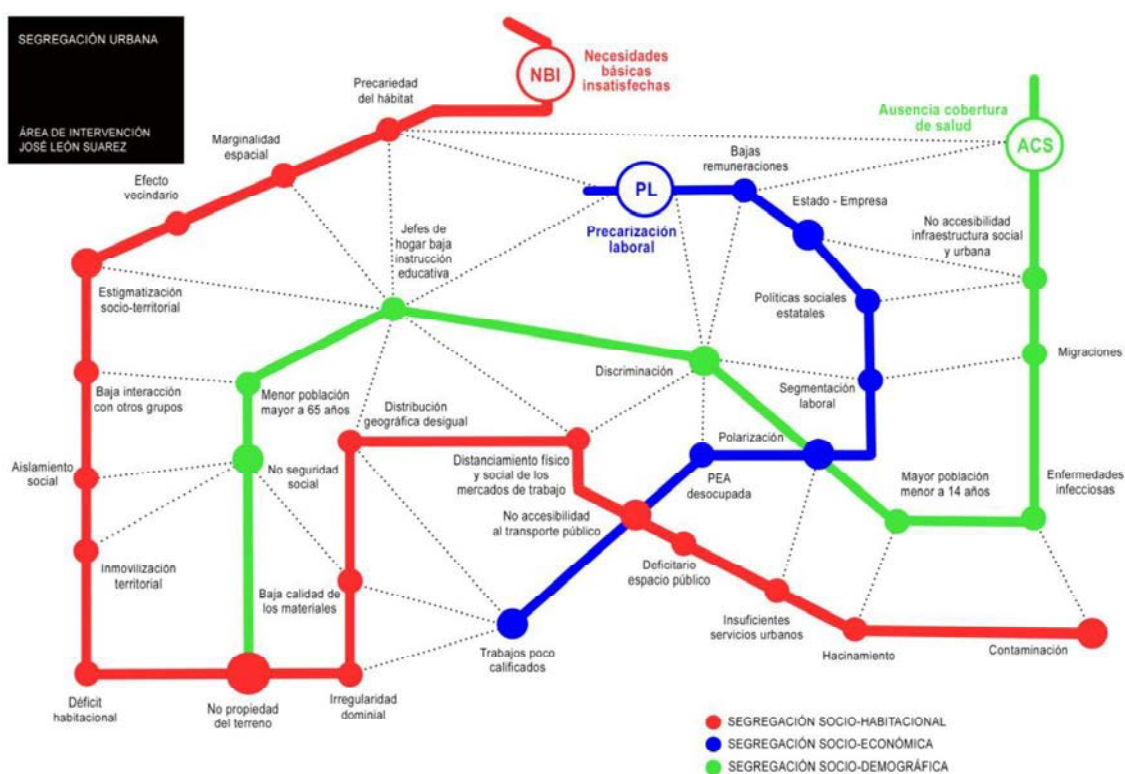 SEGREGACIÓN URBANA
ÁREA DE INTERVENCIÓN
JOSÉ LEÓN SUAREZ
NBI
Necesidades
básicas
insatisfechas
Precariedad
del hábitat
Marginalidad
espacial
Efecto
vecindario
Ausencia cobertura
de salud
ACS
Bajas
remuneraciones
PL
Precarización
laboral
Estado - Empresa
No accesibilidad
infraestructura social
y urbana
Jefes de
hogar baja
instrucción
educativa
Estigmatización
socio-territorial
Políticas sociales
estatales
Migraciones
Discriminación
Segmentación
laboral
Baja interacción
con otros grupos
Menor población
mayor a 65 años
Distribución
geográfica desigual
Polarización
Aislamiento
social
No seguridad
social
Distanciamiento físico
y social de los
mercados de trabajo
PEA
desocupada
Mayor población
menor a 14 años
Enfermedades
infecciosas
No accesibilidad
al transporte público
Inmovilización
territorial
Baja calidad de
los materiales
Deficitario
espacio público
Insuficientes
servicios urbanos
Trabajos poco
calificados
Hacinamiento
Contaminación
Déficit
habitacional
No propiedad
del terreno
Irregularidad
dominial
SEGREGACIÓN SOCIO-HABITACIONAL
SEGREGACIÓN SOCIO-ECONÓMICA
SEGREGACIÓN SOCIO-DEMOGRÁFICA